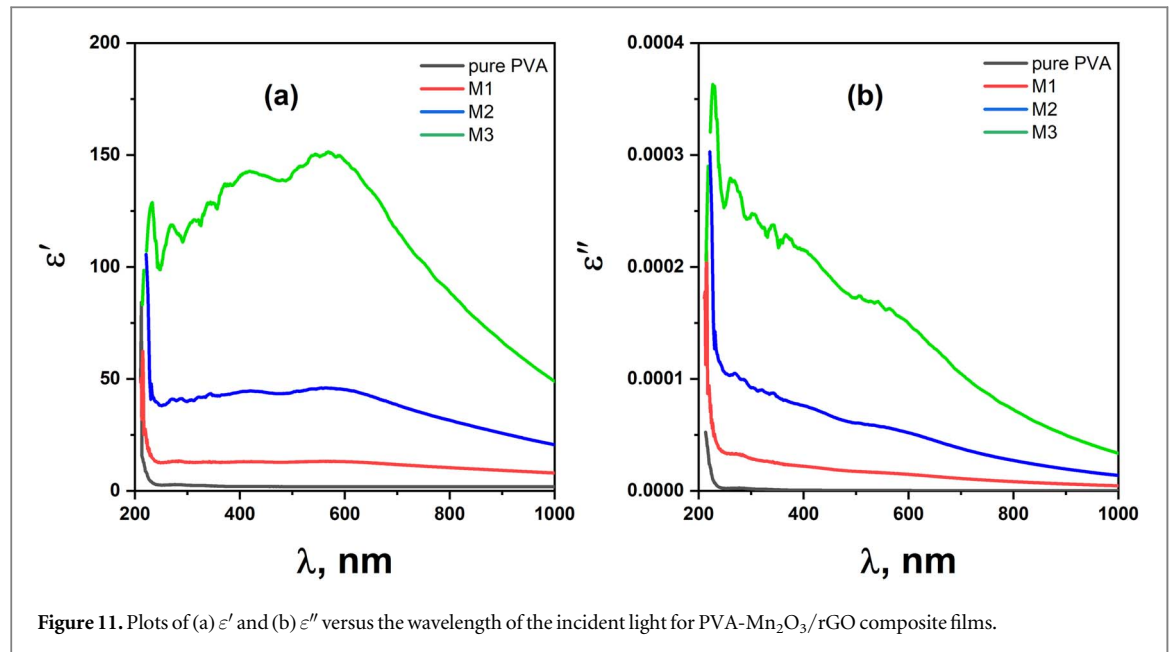 200
150
100
50
0
ε′
(a)
pure PVA
M1
M2
M3
200 400 600 800 1000
λ, nm
0.0004
0.0003
0.0002
0.0001
0.0000
ε″
(b)
pure PVA
M1
M2
M3
200 400 600 800 1000
λ, nm
Figure 11. Plots of (a) ε′ and (b) ε″ versus the wavelength of the incident light for PVA-Mn₂O₃/rGO composite films.